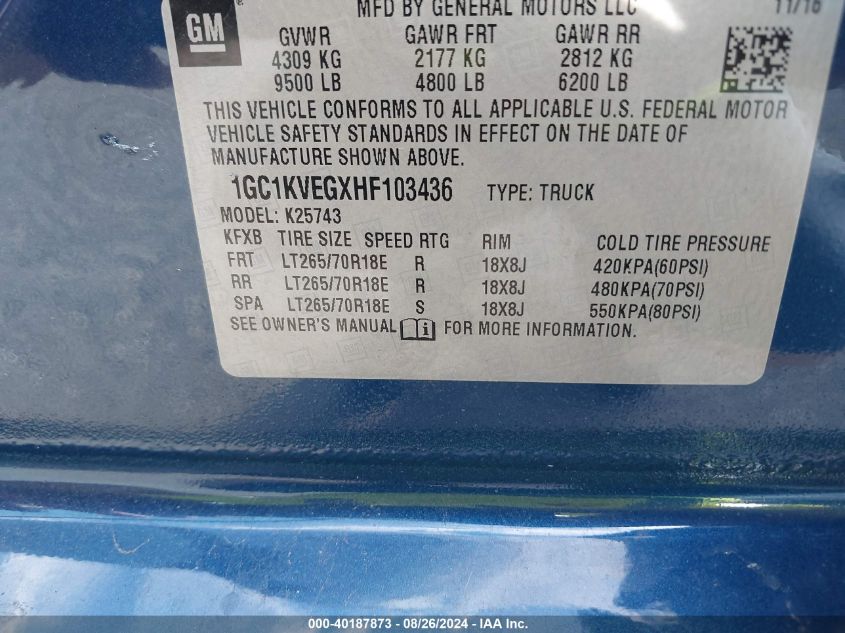 GM
MFD BY GENERAL MOTORS LLC 11/16
GVWR GAWR FRT GAWR RR
4309 KG 2177 KG 2812 KG
9500 LB 4800 LB 6200 LB
THIS VEHICLE CONFORMS TO ALL APPLICABLE U.S. FEDERAL MOTOR
VEHICLE SAFETY STANDARDS IN EFFECT ON THE DATE OF
MANUFACTURE SHOWN ABOVE.
1GC1KVEGXHF103436 TYPE: TRUCK
MODEL: K25743
KFXB TIRE SIZE SPEED RTG RIM COLD TIRE PRESSURE
FRT LT265/70R18E R 18X8J 420KPA(60PSI)
RR LT265/70R18E R 18X8J 480KPA(70PSI)
SPA LT265/70R18E S 18X8J 550KPA(80PSI)
SEE OWNER'S MANUAL FOR MORE INFORMATION.
000-40187873 - 08/26/2024 - IAA Inc.